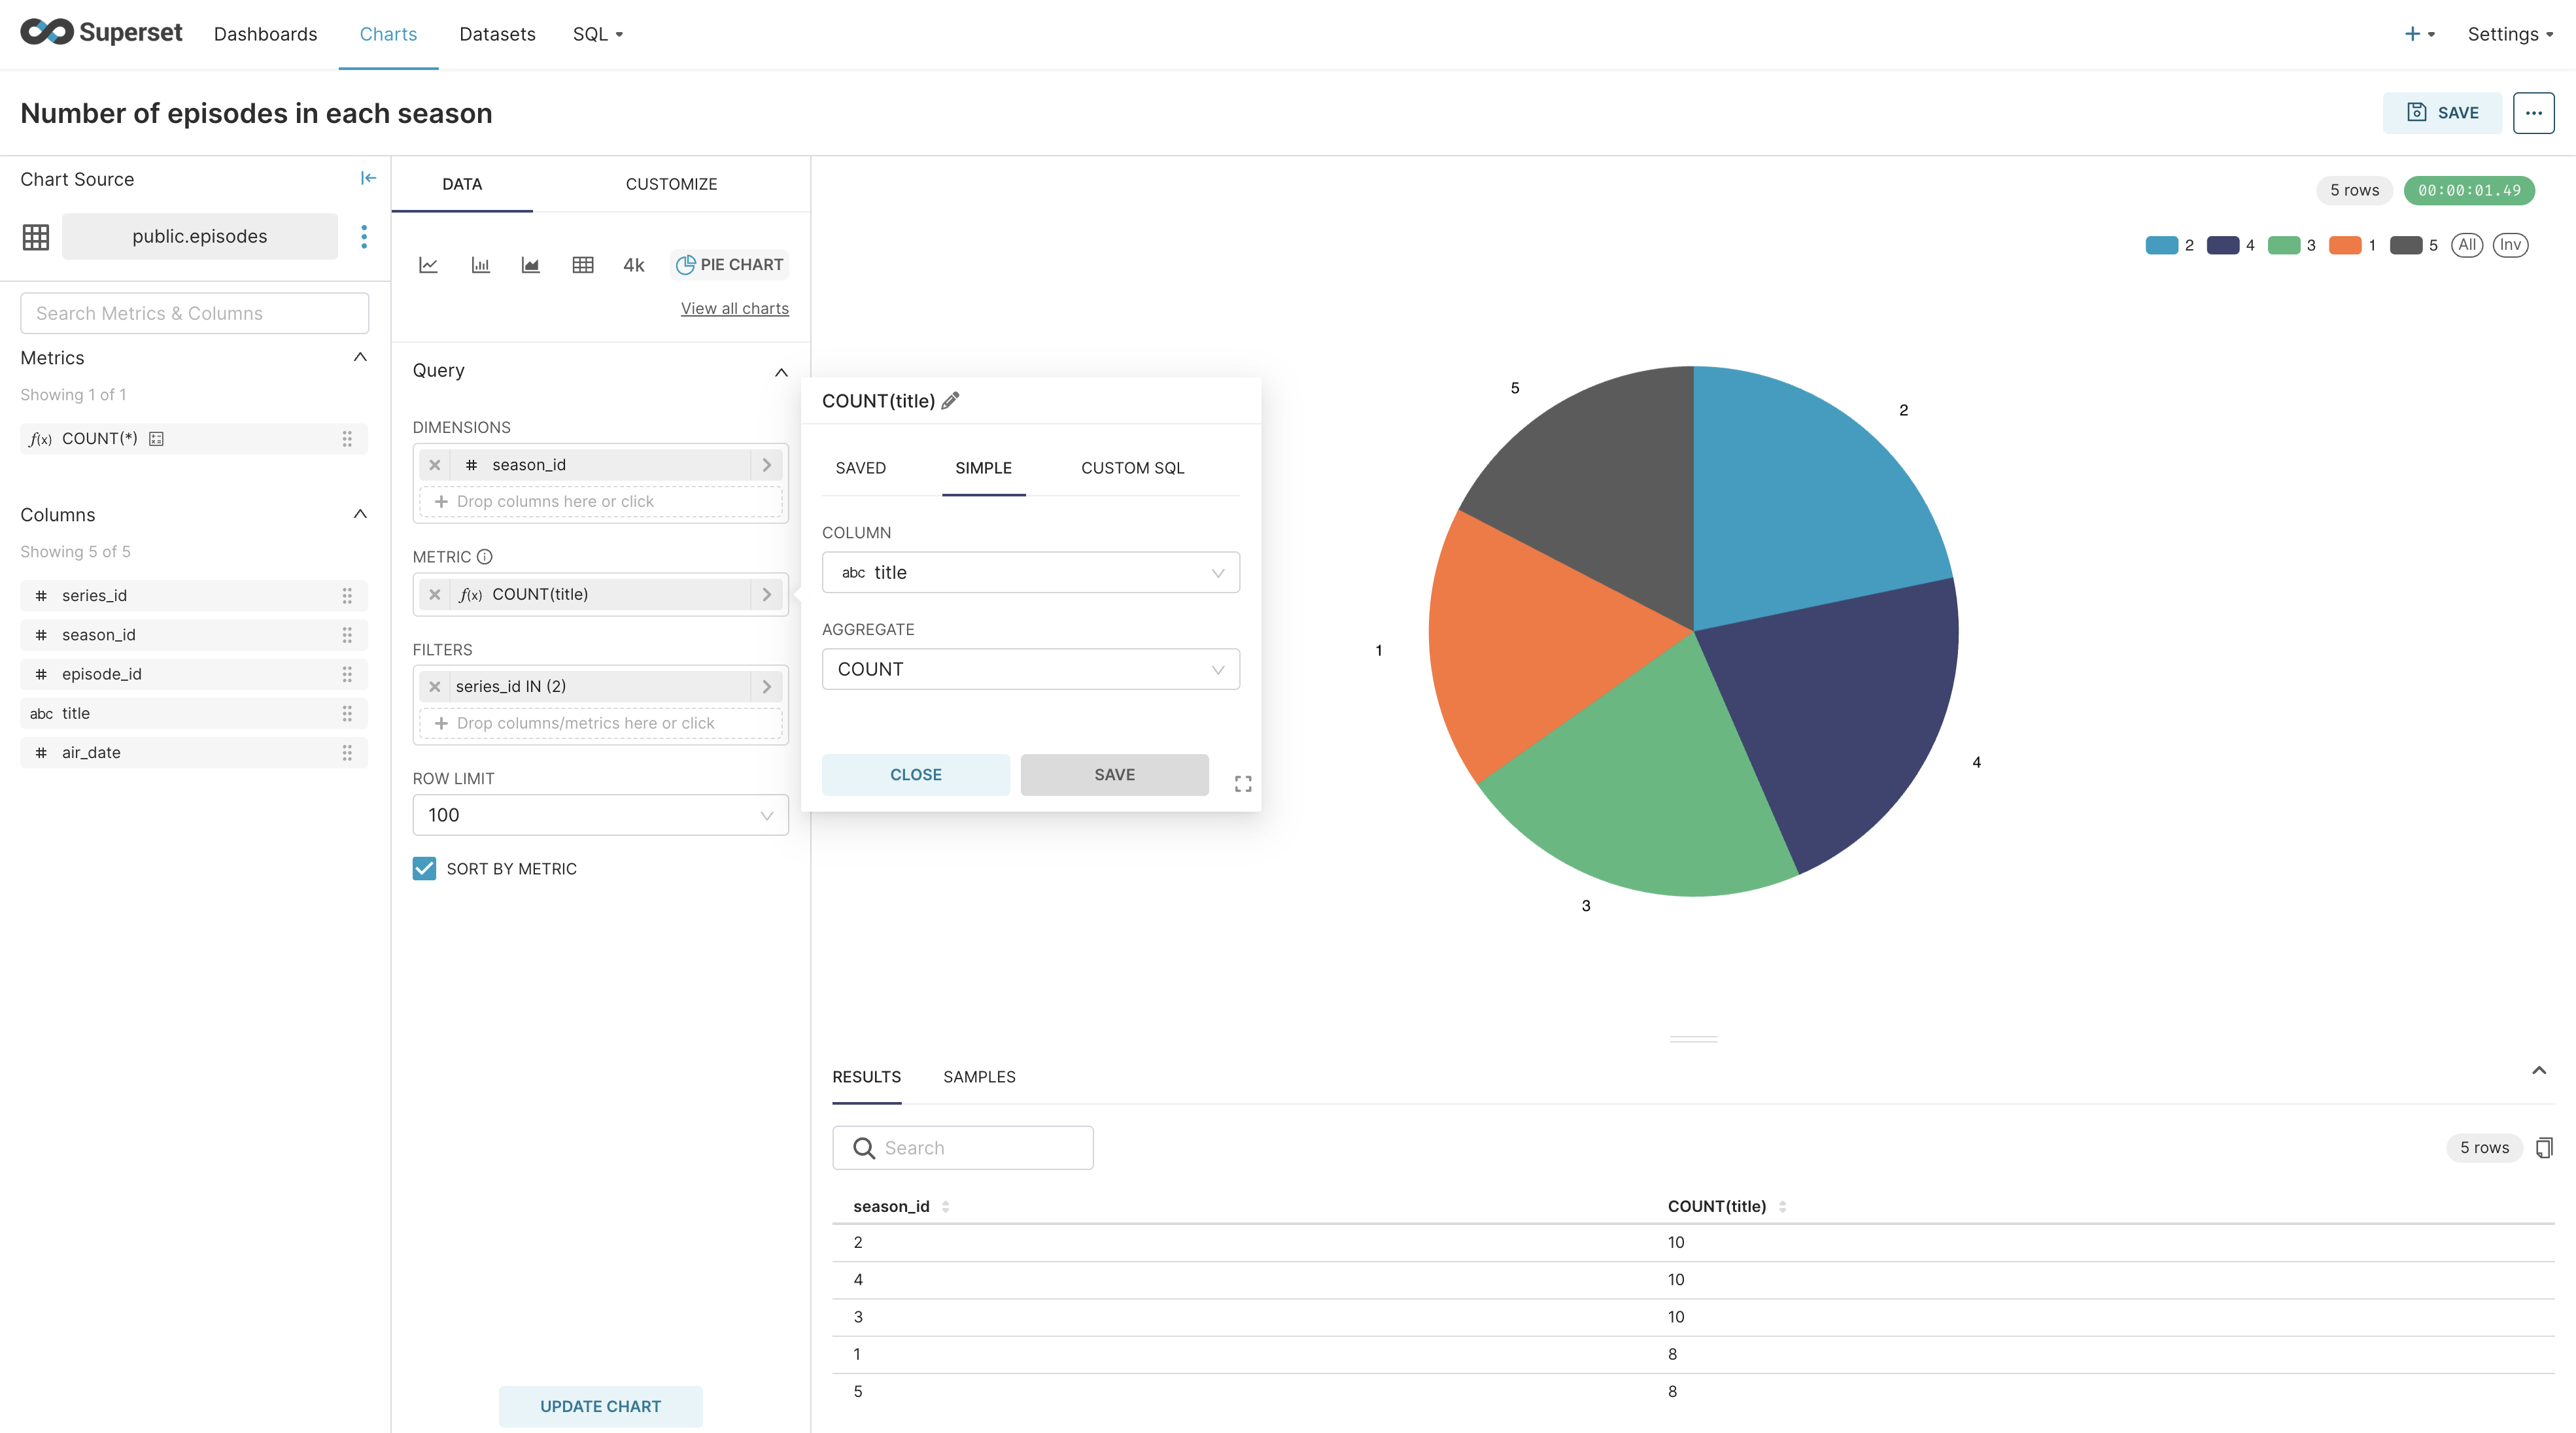 Superset
Dashboards
Charts
Datasets
SQL
Settings
Number of episodes in each season
SAVE
Chart Source
public.episodes
Search Metrics & Columns
Metrics
Showing 1 of 1
f(x) COUNT(*)
Columns
Showing 5 of 5
# series_id
# season_id
# episode_id
abc title
# air_date
DATA
CUSTOMIZE
4k
PIE CHART
View all charts
Query
DIMENSIONS
# season_id
+ Drop columns here or click
METRIC
f(x) COUNT(title)
FILTERS
series_id IN (2)
+ Drop columns/metrics here or click
ROW LIMIT
100
SORT BY METRIC
UPDATE CHART
COUNT(title)
SAVED
SIMPLE
CUSTOM SQL
COLUMN
abc title
AGGREGATE
COUNT
CLOSE
SAVE
5 rows
00:00:01.49
2
4
3
1
5
All
Inv
5
2
1
4
3
RESULTS
SAMPLES
Search
5 rows
season_id COUNT(title)
2 10
4 10
3 10
1 8
5 8